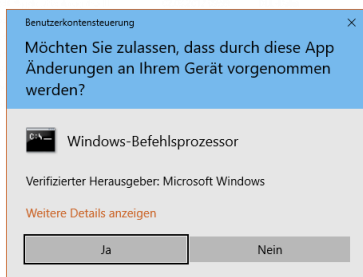 Benutzerkontensteuerung
Möchten Sie zulassen, dass durch diese App
Änderungen an Ihrem Gerät vorgenommen
werden?
C:\_
Windows-Befehlsprozessor
Verifizierter Herausgeber: Microsoft Windows
Weitere Details anzeigen
Ja
Nein